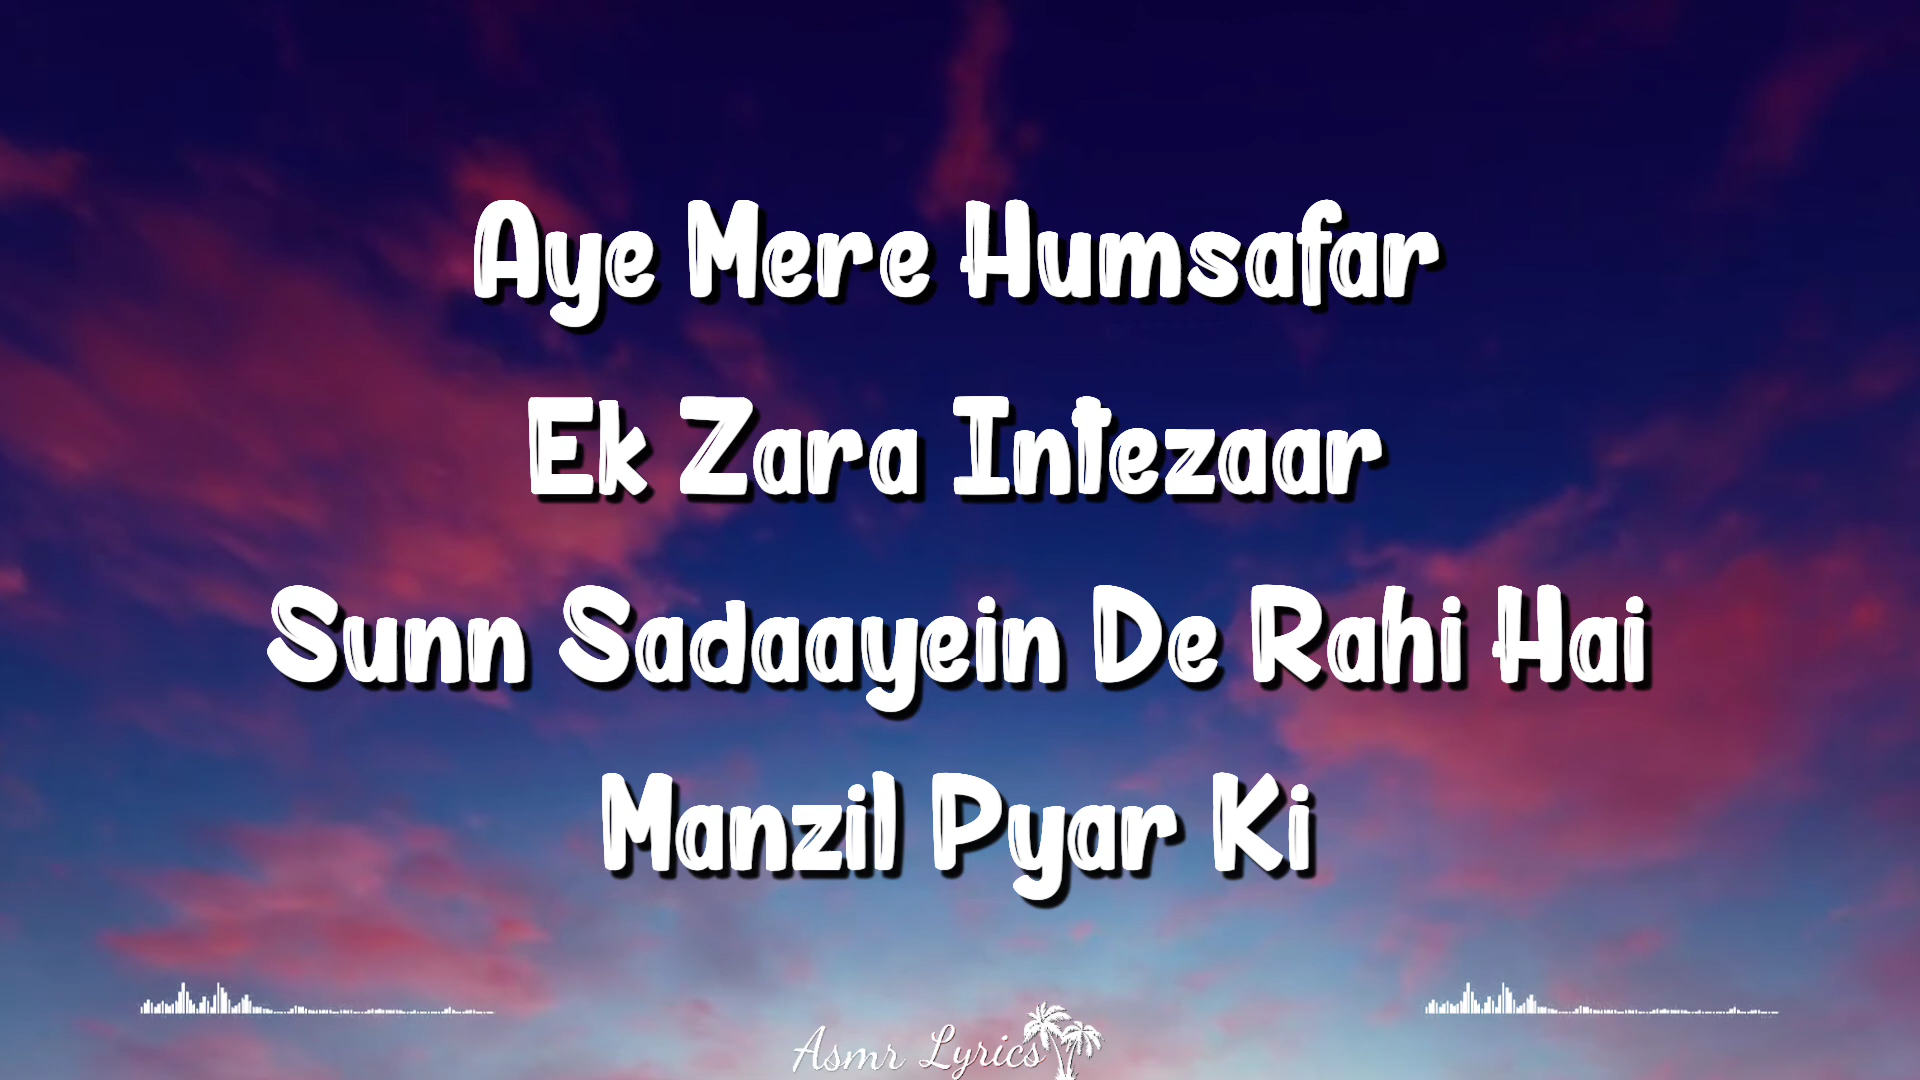 Aye Mere Humsafar
Ek Zara Intezaar
Sunn Sadaayein De Rahi Hai
Manzil Pyar Ki
Asmr Lyrics